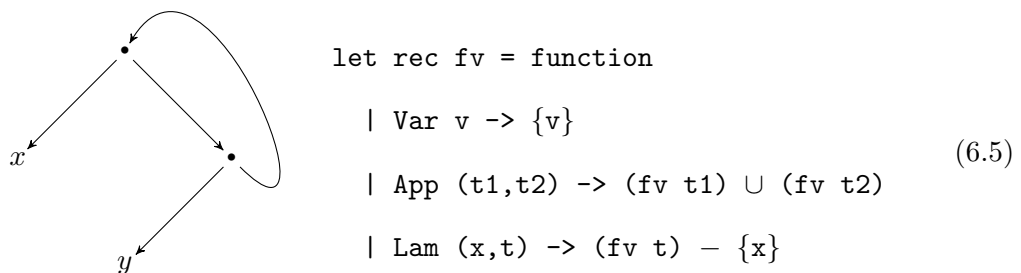 let rec fv = function
x
| Var v -> {v}
(6.5)
| App (t1,t2) -> (fv t1) ∪ (fv t2)
y
| Lam (x,t) -> (fv t) − {x}